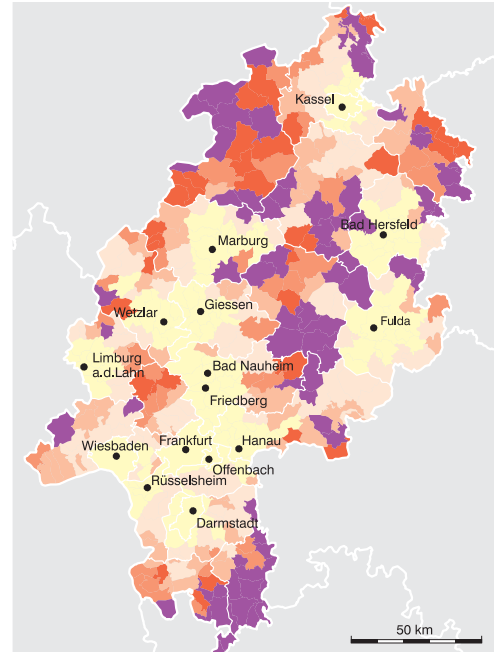 Kassel
Bad Hersfeld
Marburg
Giessen
Wetzlar
Fulda
Limburg
a.d.Lahn
Bad Nauheim
Friedberg
Wiesbaden
Frankfurt
Hanau
Offenbach
Rüsselsheim
Darmstadt
50 km